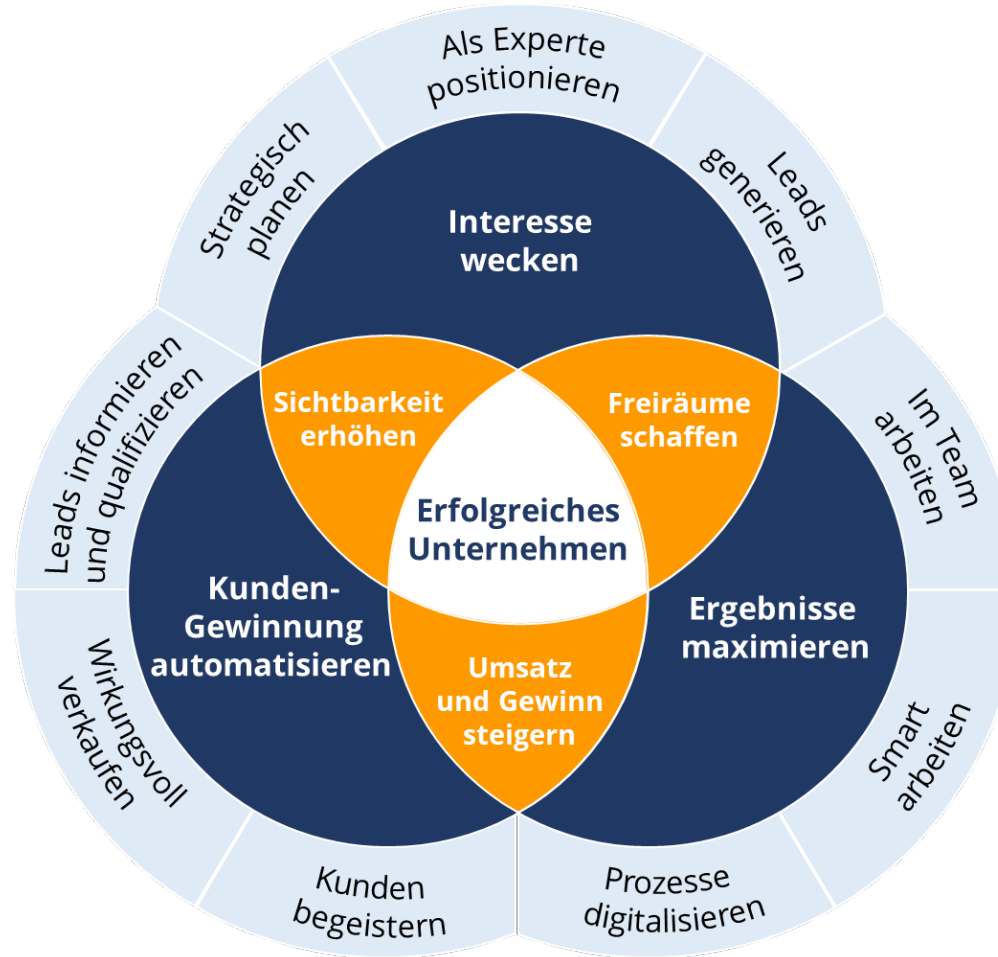 Als Experte
positionieren
Strategisch
planen
Leads
generieren
Interesse
wecken
Sichtbarkeit
erhöhen
Freiräume
schaffen
Leads informieren
und qualifizieren
Im Team
arbeiten
Erfolgreiches
Unternehmen
Kunden-
Gewinnung
automatisieren
Ergebnisse
maximieren
Umsatz
und Gewinn
steigern
Wirkungsvoll
verkaufen
Smart
arbeiten
Kunden
begeistern
Prozesse
digitalisieren